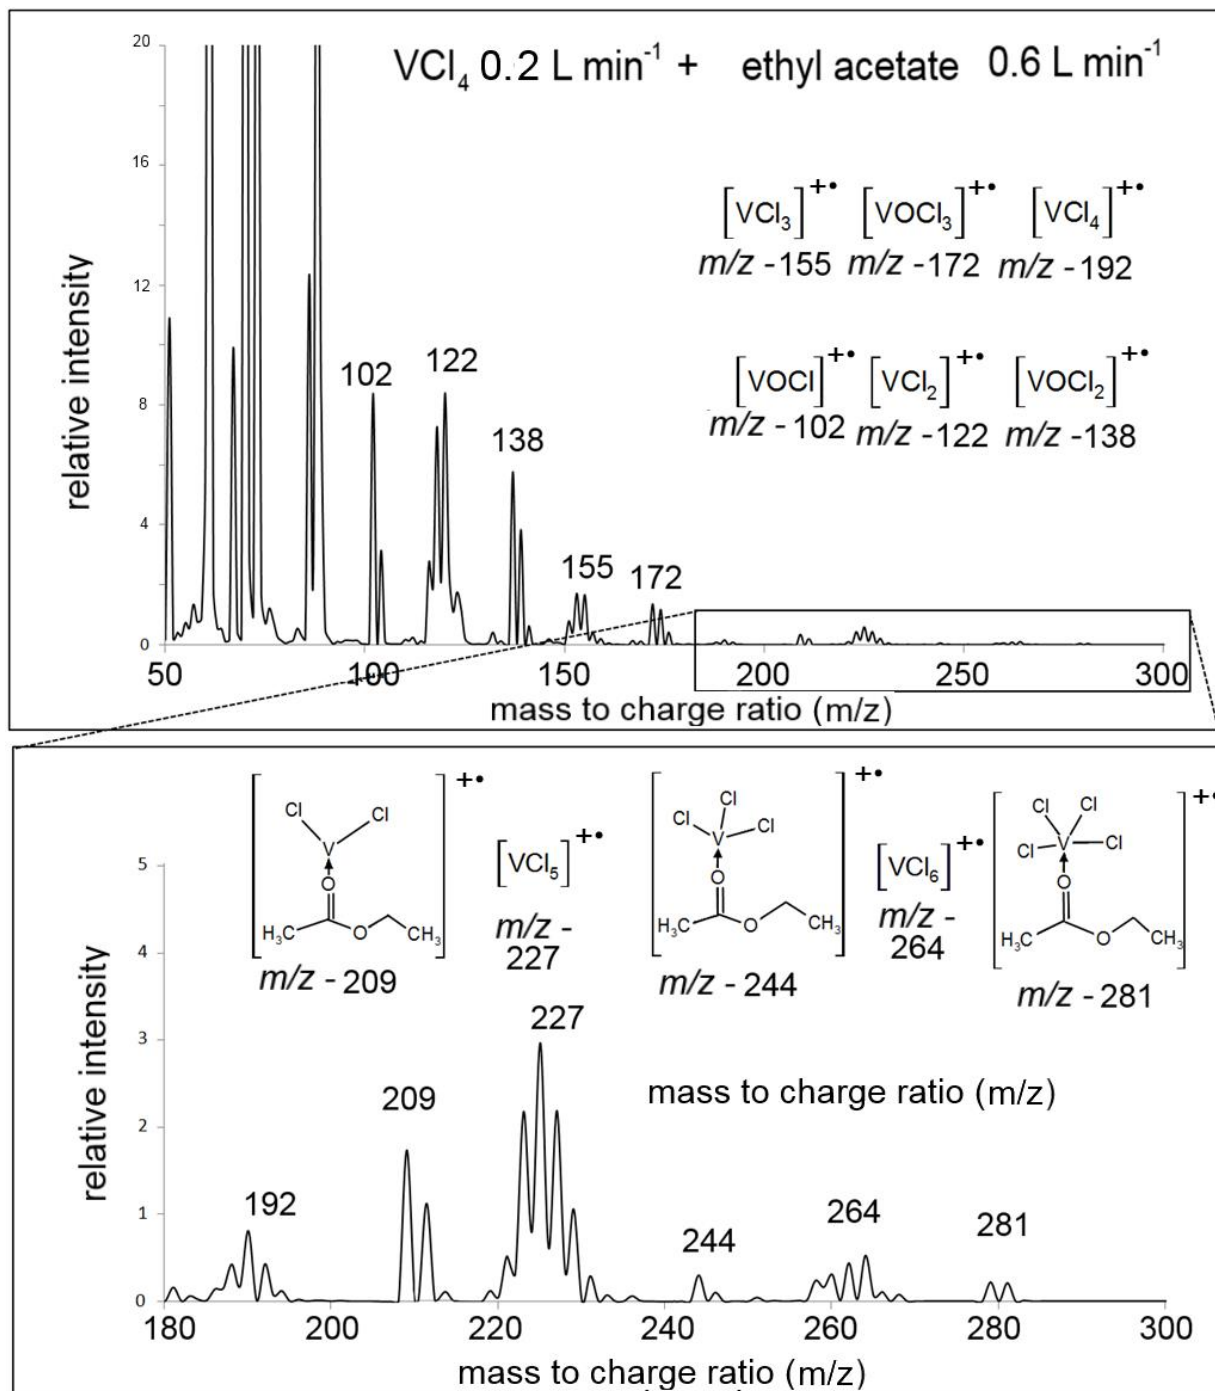 VCl4 0.2 L min-1 + ethyl acetate 0.6 L min-1
[VCl3]+• [VOCl3]+• [VCl4]+•
m/z -155 m/z -172 m/z -192
[VOCl]+• [VCl2]+• [VOCl2]+•
m/z -102 m/z -122 m/z -138
relative intensity
20
16
12
8
4
0
102
122
138
155
172
50 100 150 200 250 300
mass to charge ratio (m/z)
+• +• +•
Cl Cl V O H3C O CH3
m/z - 209
[VCl5]+•
m/z -
227
Cl Cl Cl V O H3C O CH3
m/z - 244
[VCl6]+•
m/z -
264
Cl Cl Cl Cl V O H3C O CH3
m/z - 281
relative intensity
5
4
3
2
1
0
mass to charge ratio (m/z)
192
209
227
244
264
281
180 200 220 240 260 280 300
mass to charge ratio (m/z)